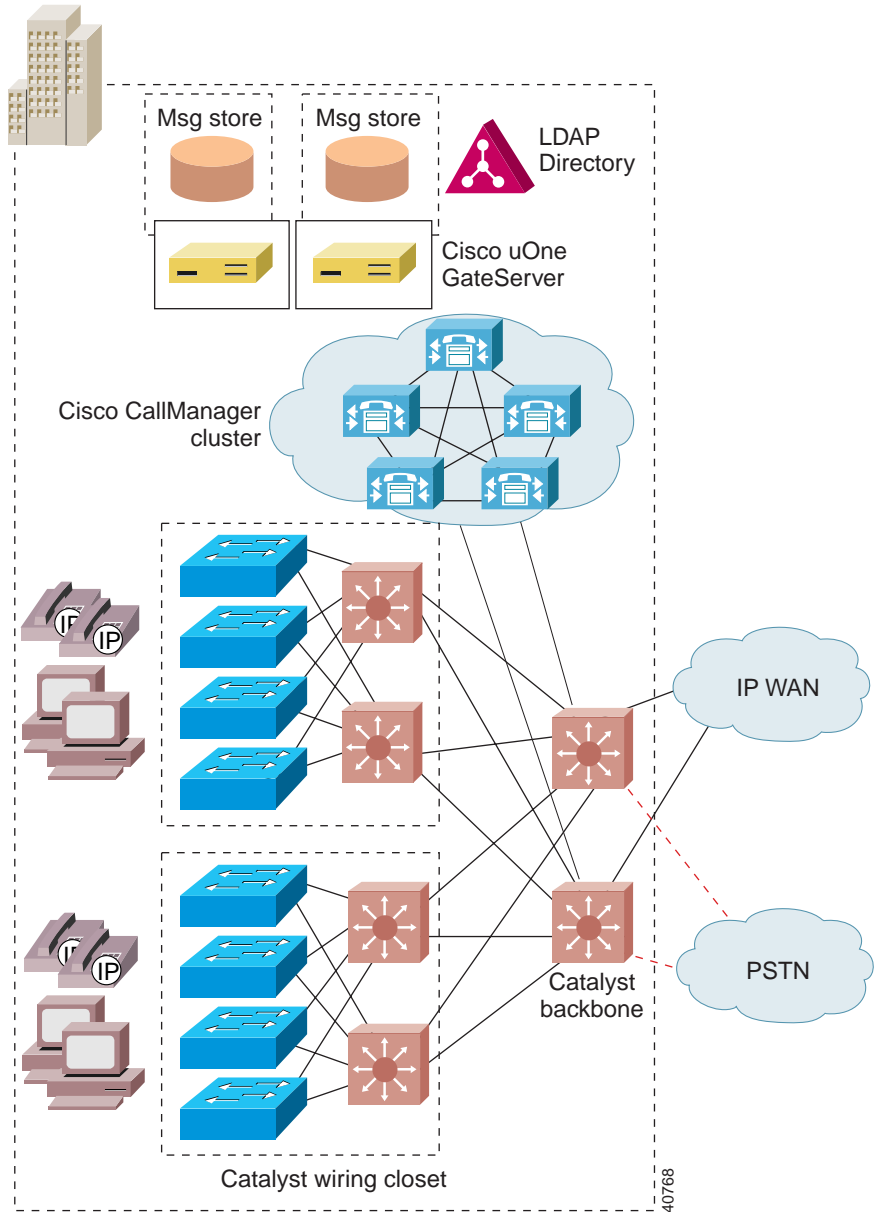 Msg store
Msg store
LDAP
Directory
Cisco uOne
GateServer
Cisco CallManager
cluster
IP
IP
IP WAN
IP
IP
PSTN
Catalyst
backbone
Catalyst wiring closet
40768